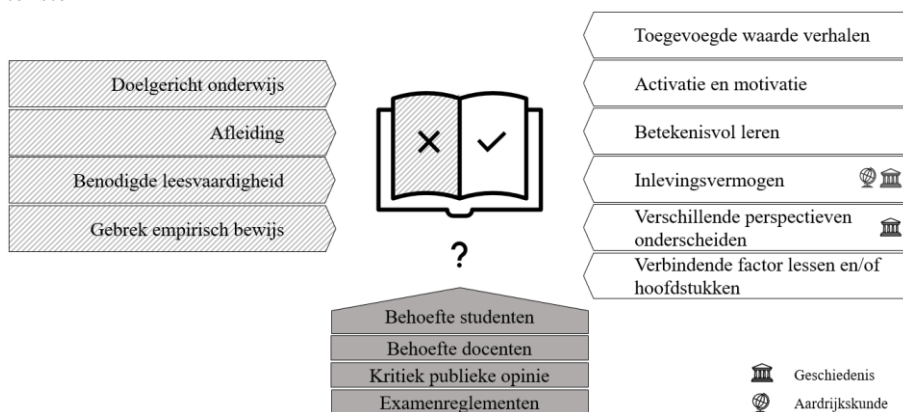 Doelgericht onderwijs
Afleiding
Benodigde leesvaardigheid
Gebrek empirisch bewijs
?
Behoefte studenten
Behoefte docenten
Kritiek publieke opinie
Examenreglementen
Toegevoegde waarde verhalen
Activatie en motivatie
Betekenisvol leren
Inlevingsvermogen
Verschillende perspectieven
onderscheiden
Verbindende factor lessen en/of
hoofdstukken
Geschiedenis
Aardrijkskunde